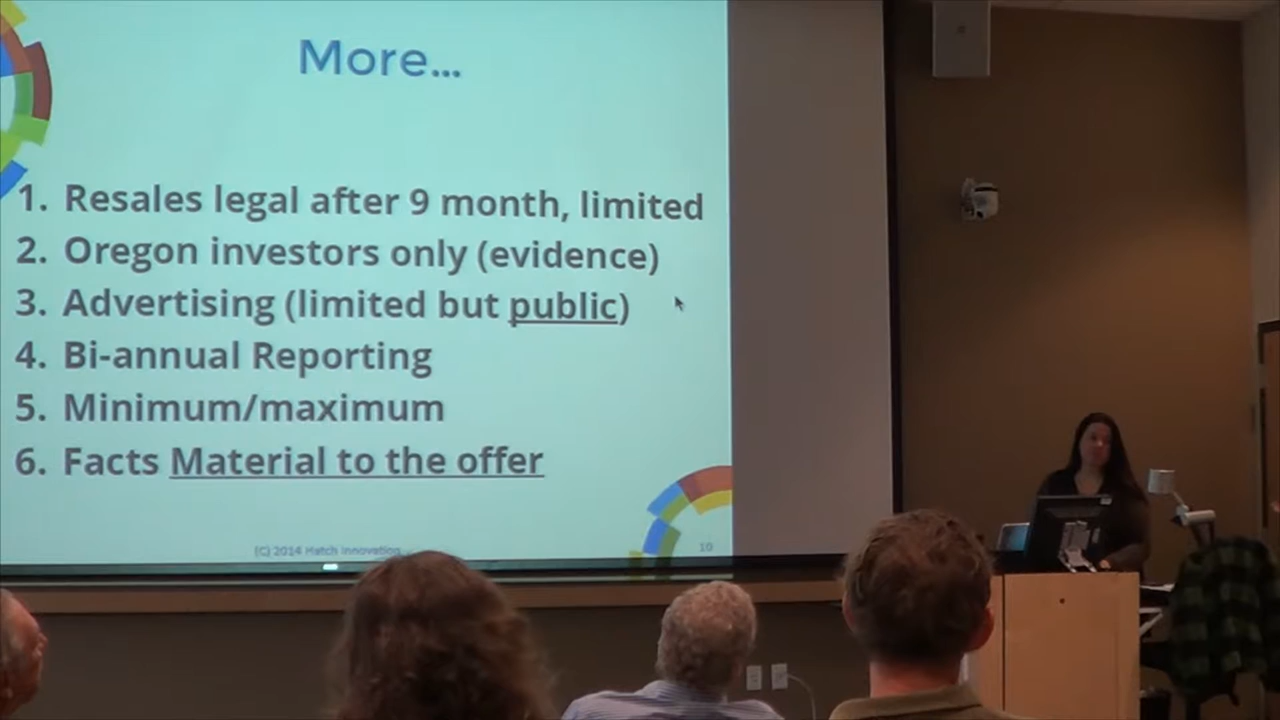 More...
1. Resales legal after 9 month, limited
2. Oregon investors only (evidence)
3. Advertising (limited but public)
4. Bi-annual Reporting
5. Minimum/maximum
6. Facts Material to the offer
(C) 2014 Hatch Innovation
10